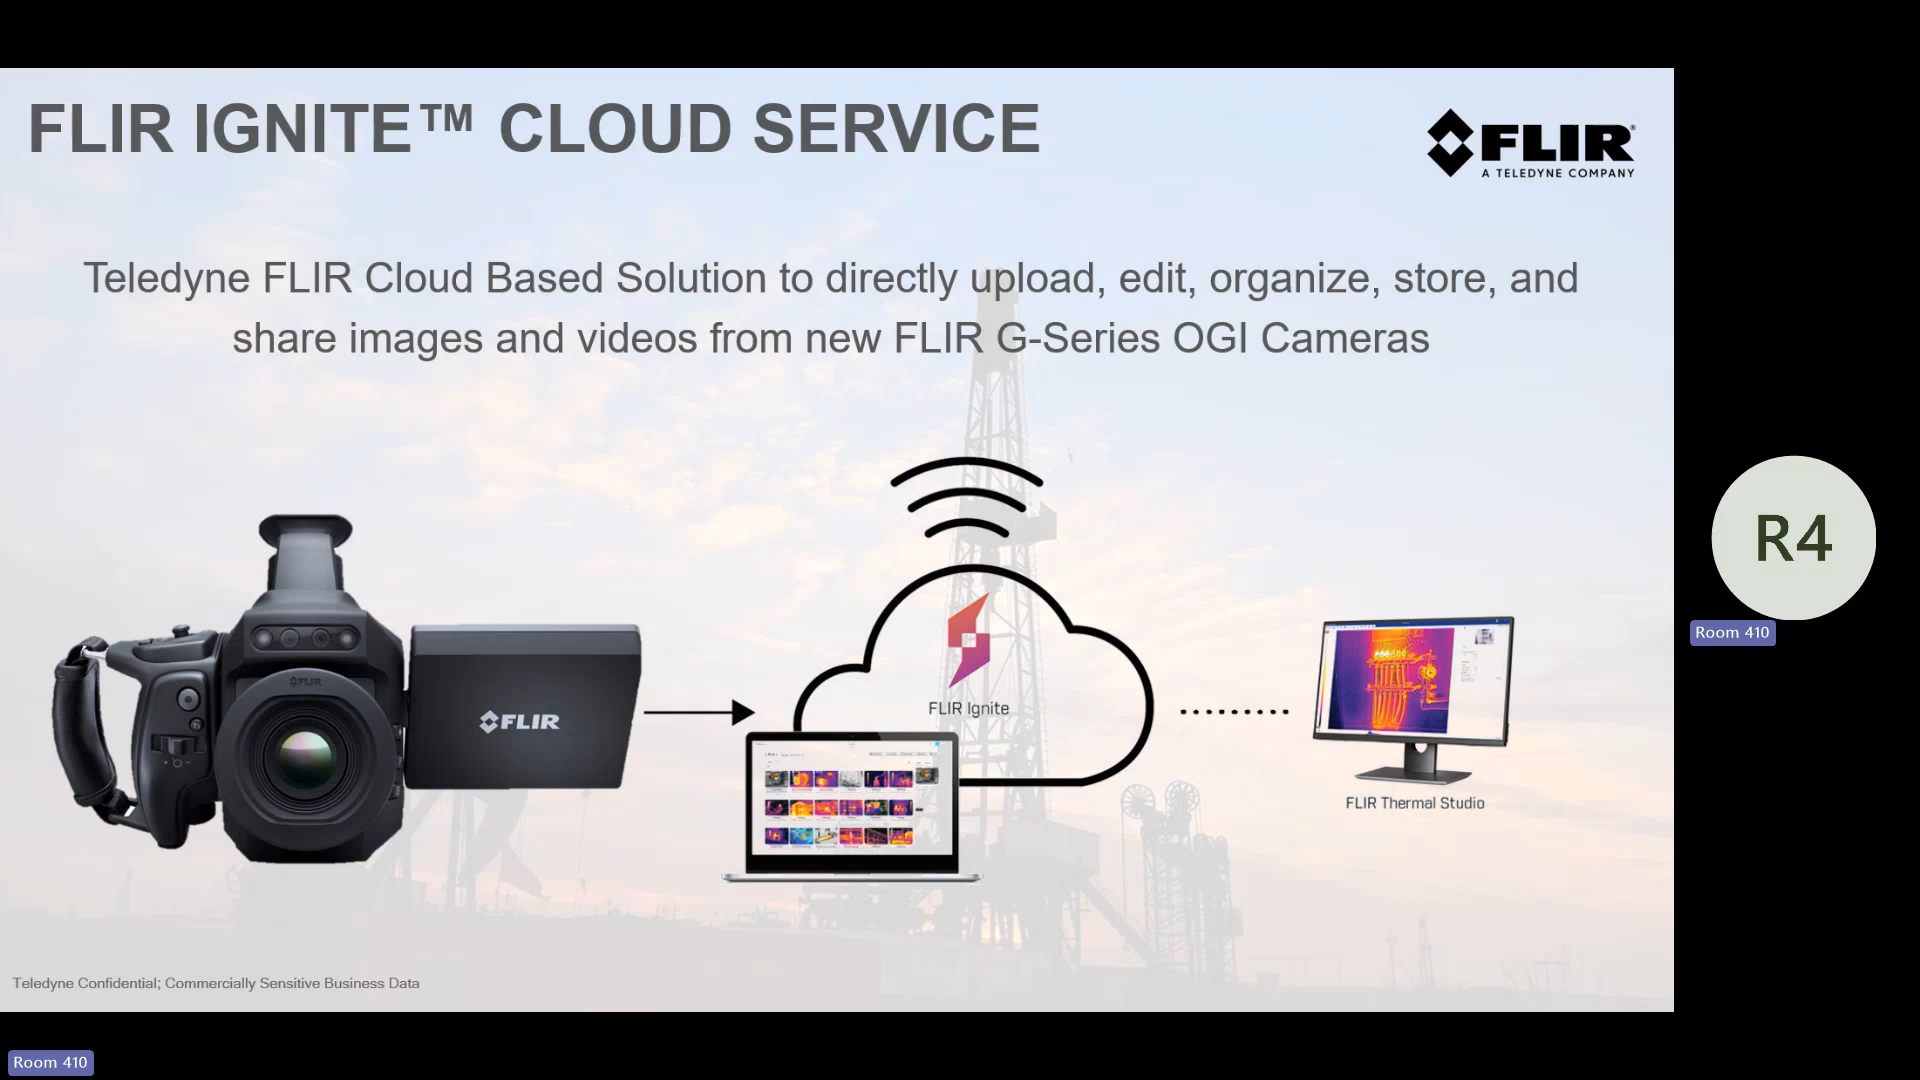 FLIR IGNITE™ CLOUD SERVICE
FLIR®
A TELEDYNE COMPANY
Teledyne FLIR Cloud Based Solution to directly upload, edit, organize, store, and
share images and videos from new FLIR G-Series OGI Cameras
R4
Room 410
FLIR
FLIR
FLIR Ignite
FLIR Thermal Studio
Teledyne Confidential; Commercially Sensitive Business Data
Room 410